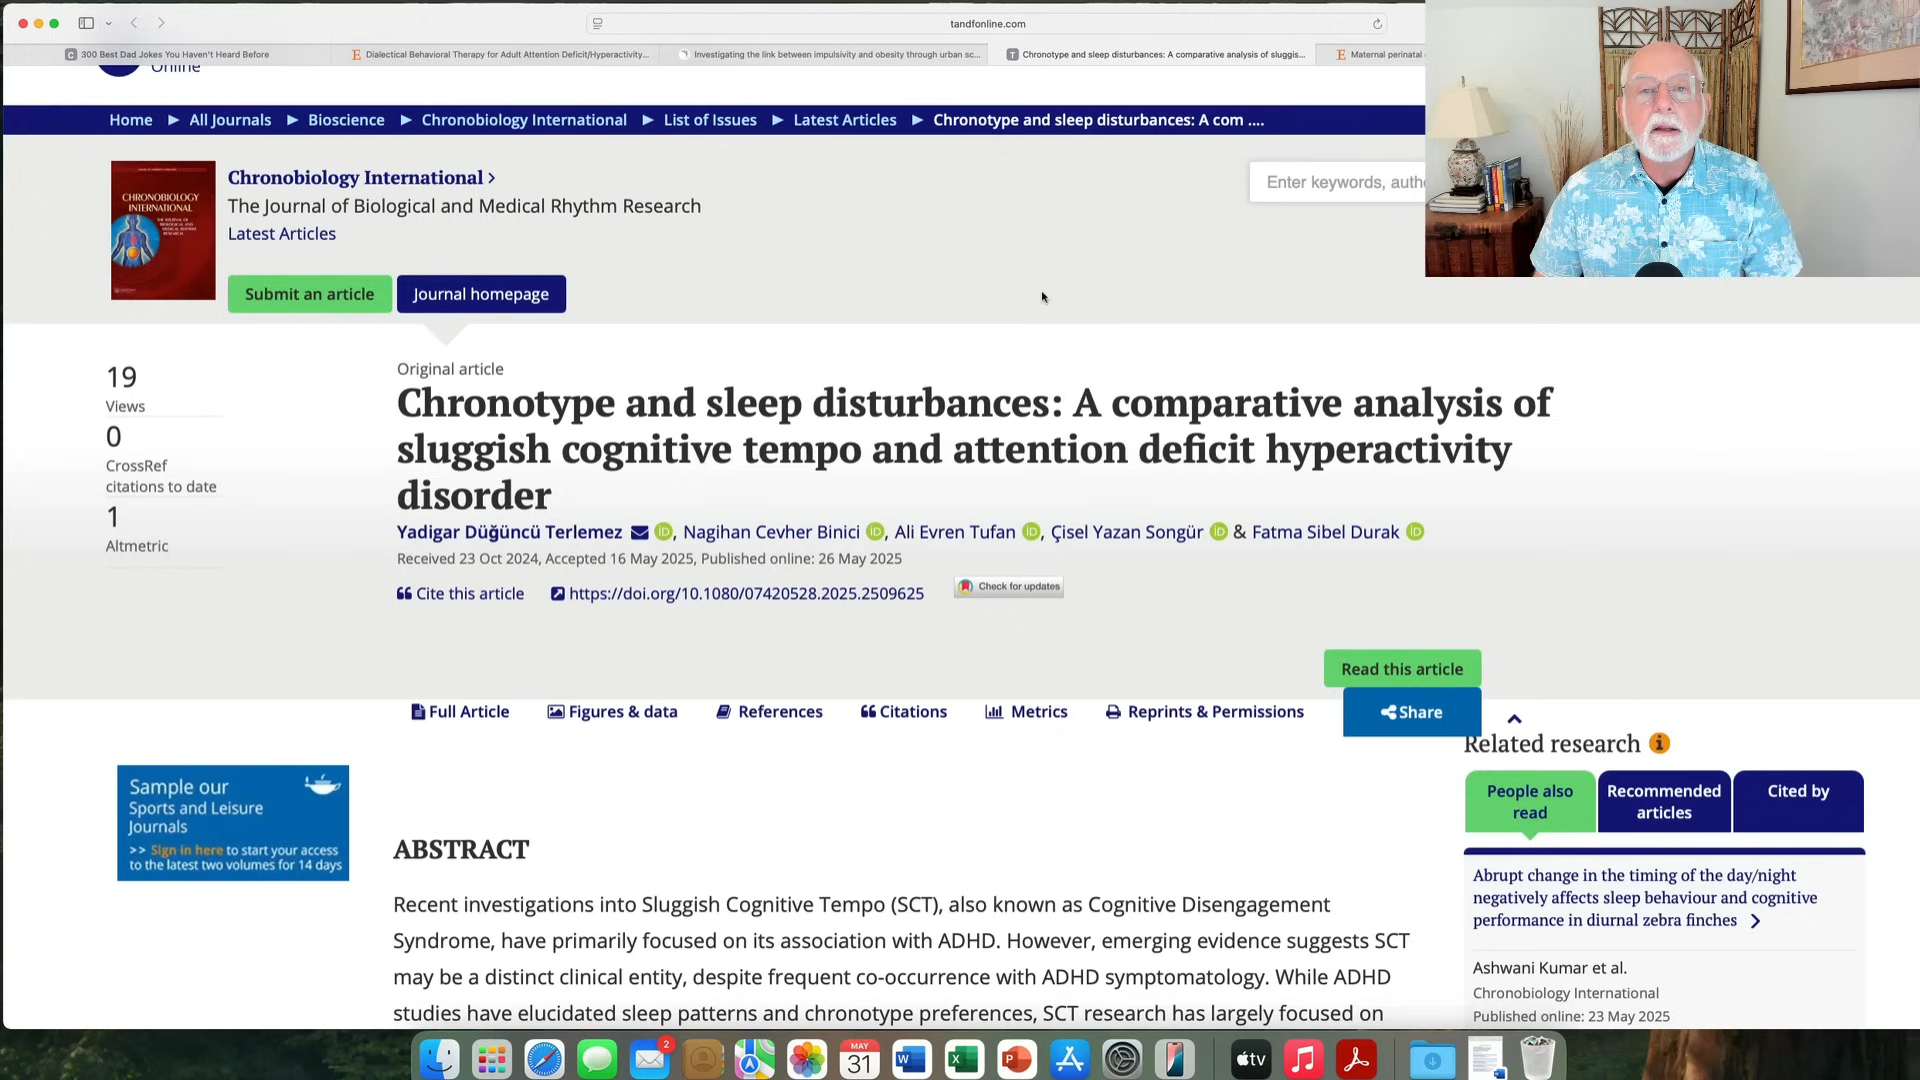 tandfonline.com
300 Best Dad Jokes You Haven't Heard Before
Dialectical Behavioral Therapy for Adult Attention Deficit/Hyperactivity...
Investigating the link between impulsivity and obesity through urban sc...
Chronotype and sleep disturbances: A comparative analysis of sluggis...
Maternal perinatal
Online
Home ▶ All Journals ▶ Bioscience ▶ Chronobiology International ▶ List of Issues ▶ Latest Articles ▶ Chronotype and sleep disturbances: A com ....
CHRONOBIOLOGY
INTERNATIONAL
Chronobiology International >
The Journal of Biological and Medical Rhythm Research
Latest Articles
Enter keywords, auth
Submit an article
Journal homepage
19
Views
0
CrossRef
citations to date
1
Altmetric
Original article
Chronotype and sleep disturbances: A comparative analysis of
sluggish cognitive tempo and attention deficit hyperactivity
disorder
Yadigar Düğüncü Terlemez iD, Nagihan Cevher Binici iD, Ali Evren Tufan iD, Çisel Yazan Songür iD & Fatma Sibel Durak iD
Received 23 Oct 2024, Accepted 16 May 2025, Published online: 26 May 2025
Cite this article https://doi.org/10.1080/07420528.2025.2509625
Check for updates
Read this article
Full Article Figures & data References Citations Metrics Reprints & Permissions
Share
Related research
People also
read
Recommended
articles
Cited by
Sample our
Sports and Leisure
Journals
>> Sign in here to start your access
to the latest two volumes for 14 days
ABSTRACT
Recent investigations into Sluggish Cognitive Tempo (SCT), also known as Cognitive Disengagement
Syndrome, have primarily focused on its association with ADHD. However, emerging evidence suggests SCT
may be a distinct clinical entity, despite frequent co-occurrence with ADHD symptomatology. While ADHD
studies have elucidated sleep patterns and chronotype preferences, SCT research has largely focused on
Abrupt change in the timing of the day/night
negatively affects sleep behaviour and cognitive
performance in diurnal zebra finches >
Ashwani Kumar et al.
Chronobiology International
Published online: 23 May 2025
2
MAY
31
W
X
P
tv